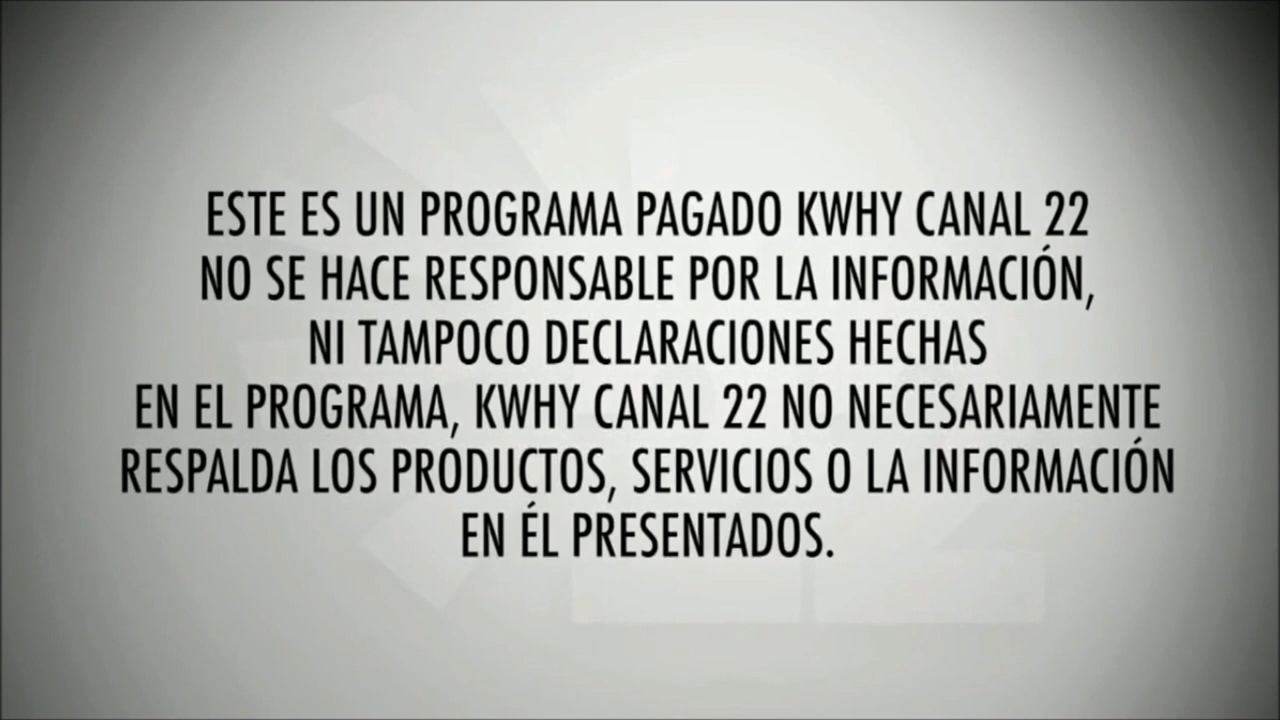 ESTE ES UN PROGRAMA PAGADO KWHY CANAL 22
NO SE HACE RESPONSABLE POR LA INFORMACIÓN,
NI TAMPOCO DECLARACIONES HECHAS
EN EL PROGRAMA, KWHY CANAL 22 NO NECESARIAMENTE
RESPALDA LOS PRODUCTOS, SERVICIOS O LA INFORMACIÓN
EN ÉL PRESENTADOS.